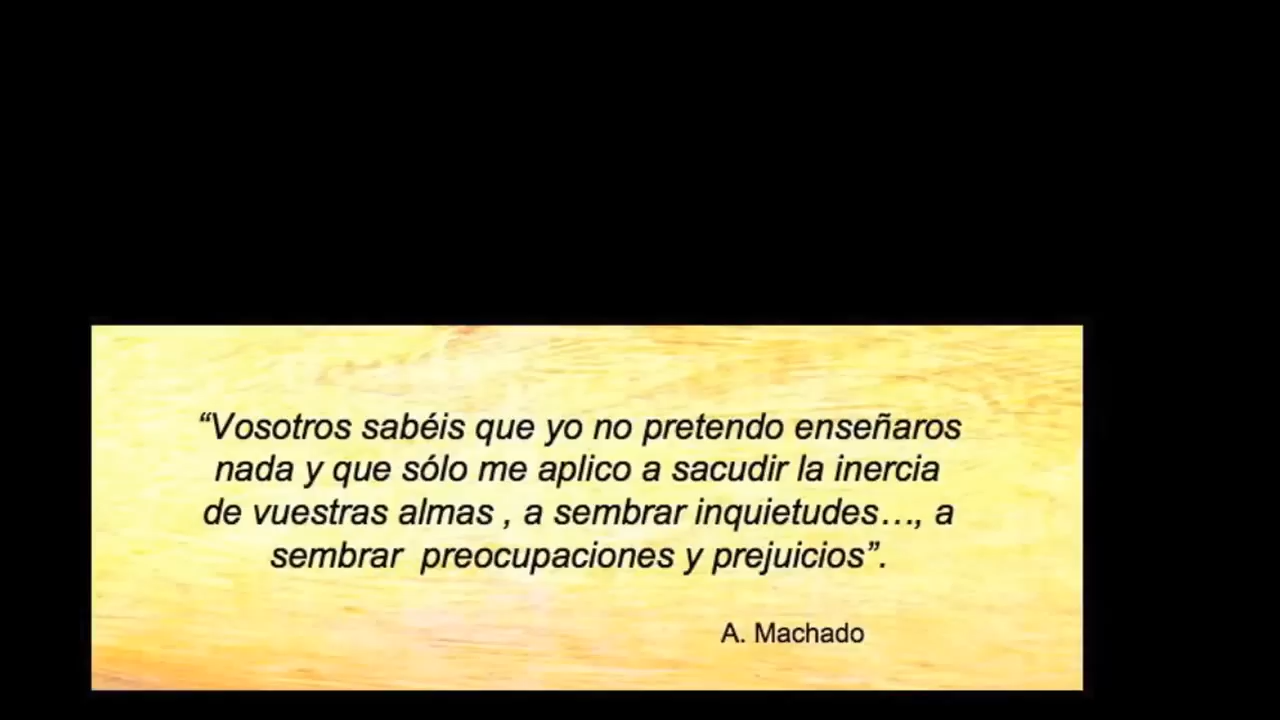 “Vosotros sabéis que yo no pretendo enseñaros
nada y que sólo me aplico a sacudir la inercia
de vuestras almas , a sembrar inquietudes…, a
sembrar  preocupaciones y prejuicios”.
A. Machado